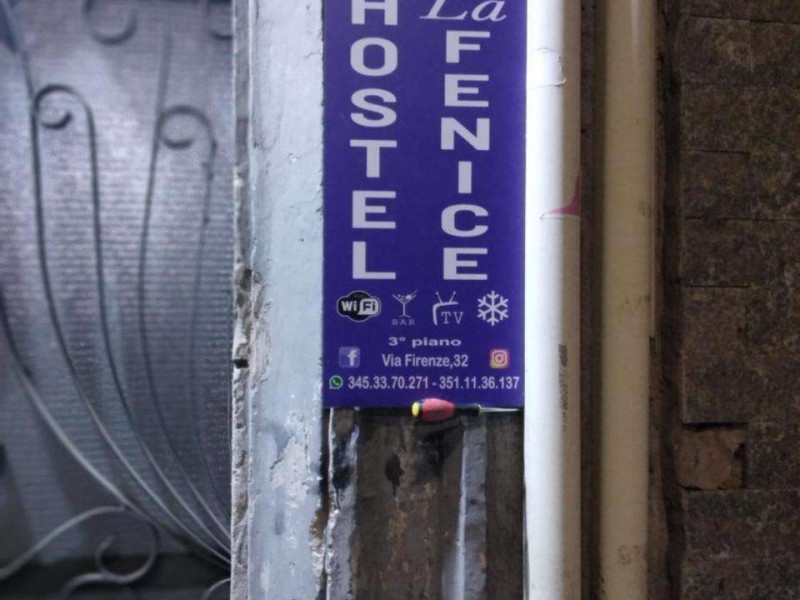 HOSTEL
La
FENICE
WiFi
BAR
TV
3° piano
Via Firenze,32
345.33.70.271 - 351.11.36.137